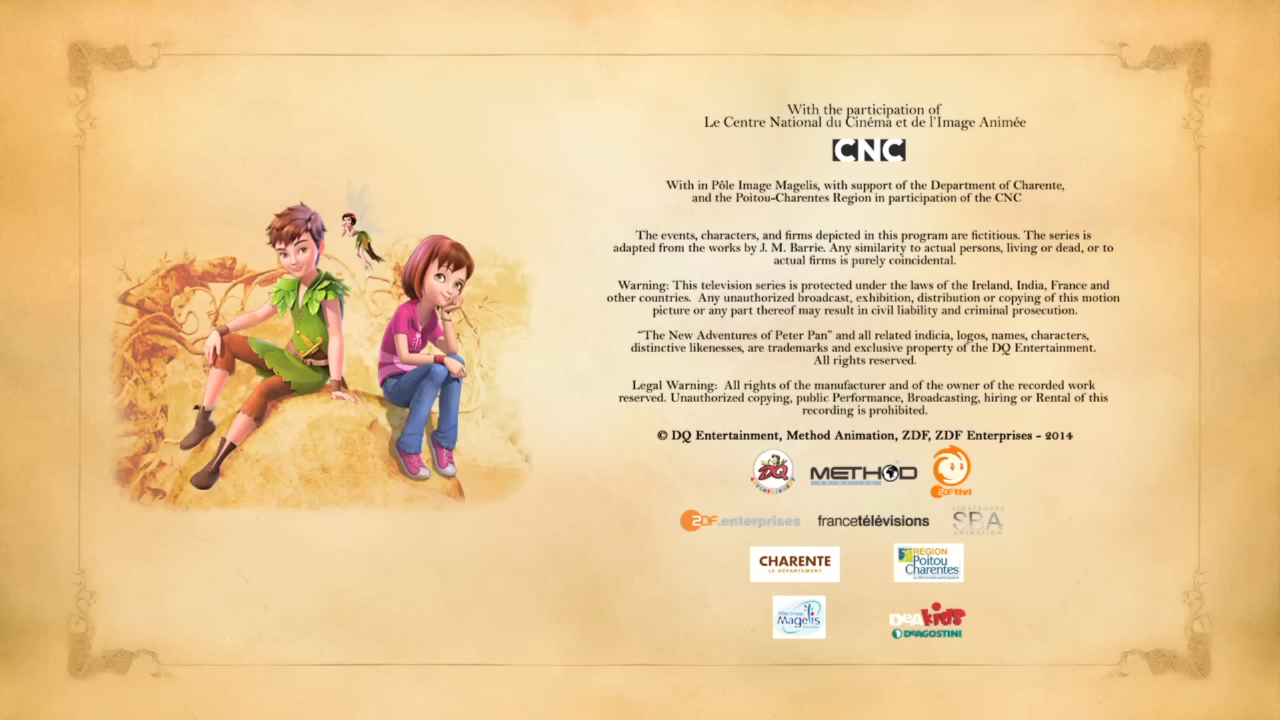 With the participation of
Le Centre National du Cinéma et de l'Image Animée
CNC
With in Pôle Image Magelis, with support of the Department of Charente,
and the Poitou-Charentes Region in participation of the CNC
The events, characters, and firms depicted in this program are fictitious. The series is
adapted from the works by J. M. Barrie. Any similarity to actual persons, living or dead, or to
actual firms is purely coincidental.
Warning: This television series is protected under the laws of the Ireland, India, France and
other countries. Any unauthorized broadcast, exhibition, distribution or copying of this motion
picture or any part thereof may result in civil liability and criminal prosecution.
“The New Adventures of Peter Pan” and all related indicia, logos, names, characters,
distinctive likenesses, are trademarks and exclusive property of the DQ Entertainment.
All rights reserved.
Legal Warning: All rights of the manufacturer and of the owner of the recorded work
reserved. Unauthorized copying, public Performance, Broadcasting, hiring or Rental of this
recording is prohibited.
© DQ Entertainment, Method Animation, ZDF, ZDF Enterprises - 2014
DQ ENTERTAINMENT METHOD ANIMATION ZDF tivi
ZDF.enterprises francetélévisions SBA ANIMATION
CHARENTE REGION
LE DÉPARTEMENT Poitou
Charentes
Pôle Image DeA kids
Magelis DeAGOSTINI